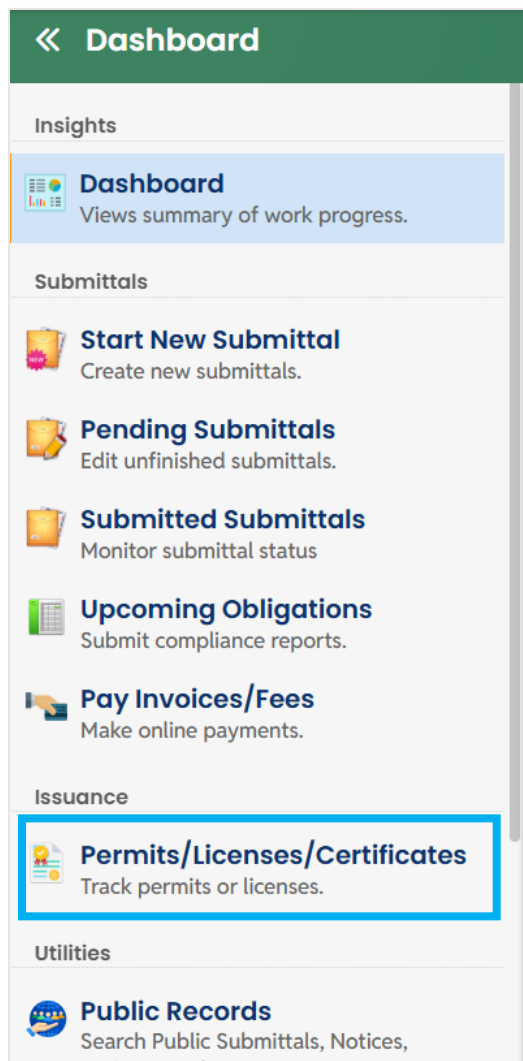 Dashboard
Insights
Dashboard
Views summary of work progress.
Submittals
NEW
Start New Submittal
Create new submittals.
Pending Submittals
Edit unfinished submittals.
Submitted Submittals
Monitor submittal status
Upcoming Obligations
Submit compliance reports.
Pay Invoices/Fees
Make online payments.
Issuance
Permits/Licenses/Certificates
Track permits or licenses.
Utilities
Public Records
Search Public Submittals, Notices,